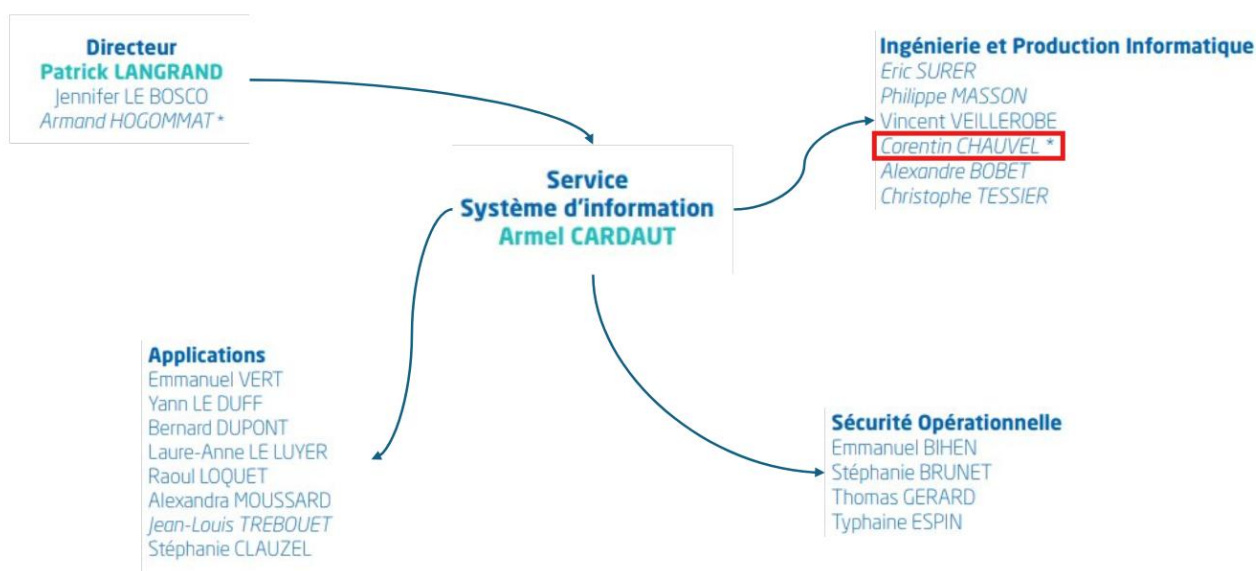 Directeur
Patrick LANGRAND
Jennifer LE BOSCO
Armand HOGOMMAT *
Ingénierie et Production Informatique
Eric SURER
Philippe MASSON
Vincent VEILLEROBE
Corentin CHAUVEL *
Alexandre BOBET
Christophe TESSIER
Service
Système d'information
Armel CARDAUT
Applications
Emmanuel VERT
Yann LE DUFF
Bernard DUPONT
Laure-Anne LE LUYER
Raoul LOQUET
Alexandra MOUSSARD
Jean-Louis TREBOUET
Stéphanie CLAUZEL
Sécurité Opérationnelle
Emmanuel BIHEN
Stéphanie BRUNET
Thomas GERARD
Typhaine ESPIN